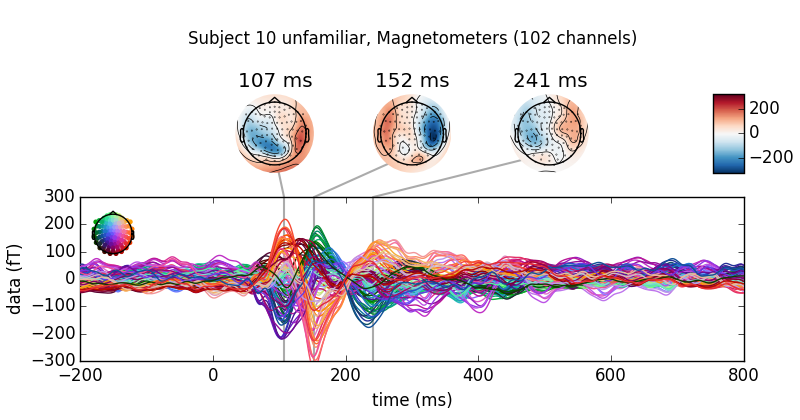 Subject 10 unfamiliar, Magnetometers (102 channels)
107 ms 152 ms 241 ms
200
0
−200
300
200
100
0
−100
−200
−300
data (fT)
−200 0 200 400 600 800
time (ms)